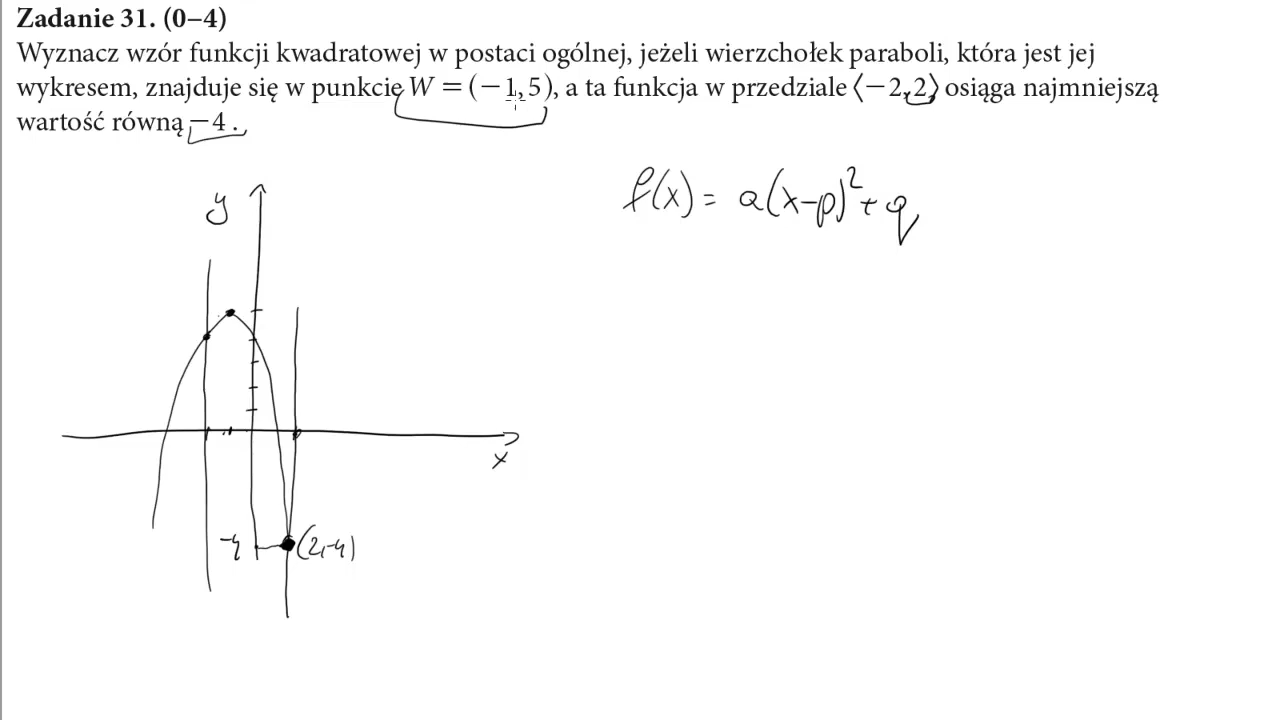 Zadanie 31. (0–4)
Wyznacz wzór funkcji kwadratowej w postaci ogólnej, jeżeli wierzchołek paraboli, która jest jej
wykresem, znajduje się w punkcie W = (−1, 5), a ta funkcja w przedziale ⟨−2, 2⟩ osiąga najmniejszą
wartość równą −4 .
f(x) = a(x-p)²+ q
y
x
-4
(2,-4)